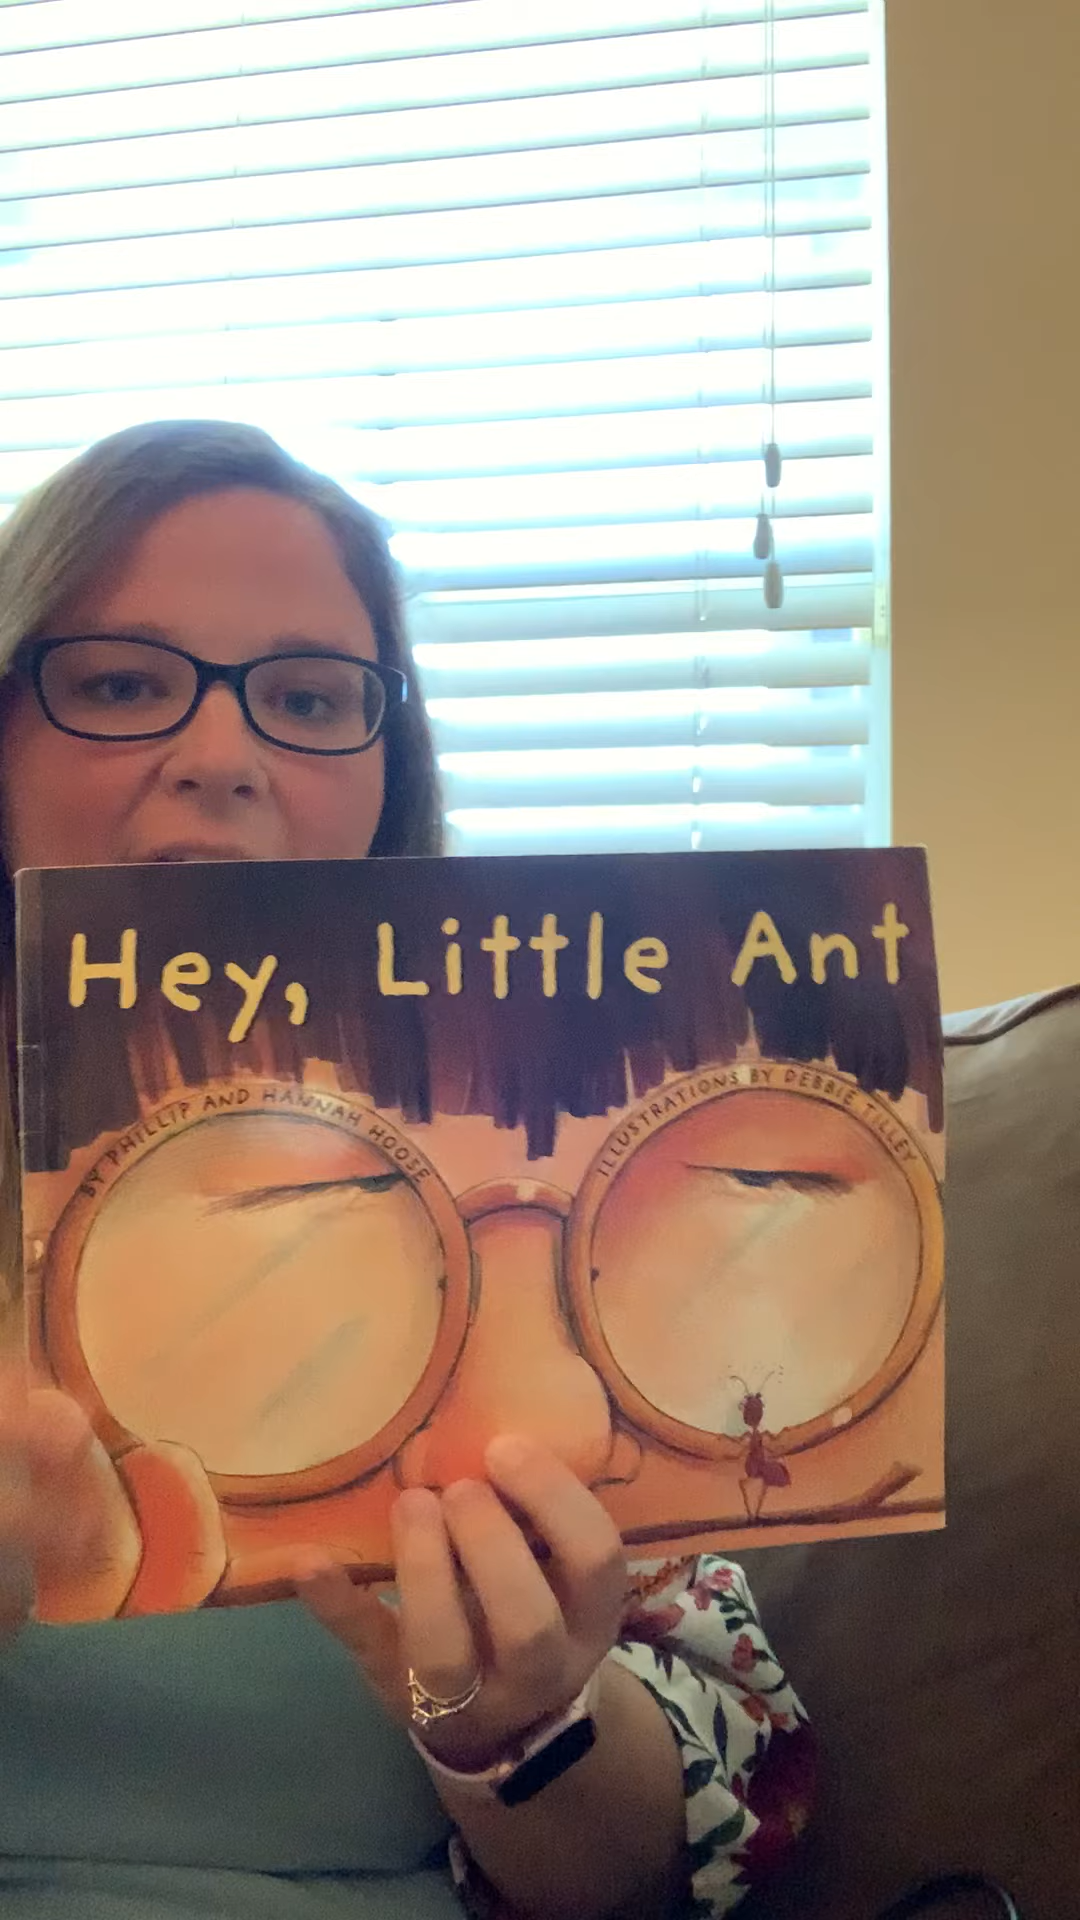 Hey, Little Ant
BY PHILLIP AND HANNAH HOOSE
ILLUSTRATIONS BY DEBBIE TILLEY